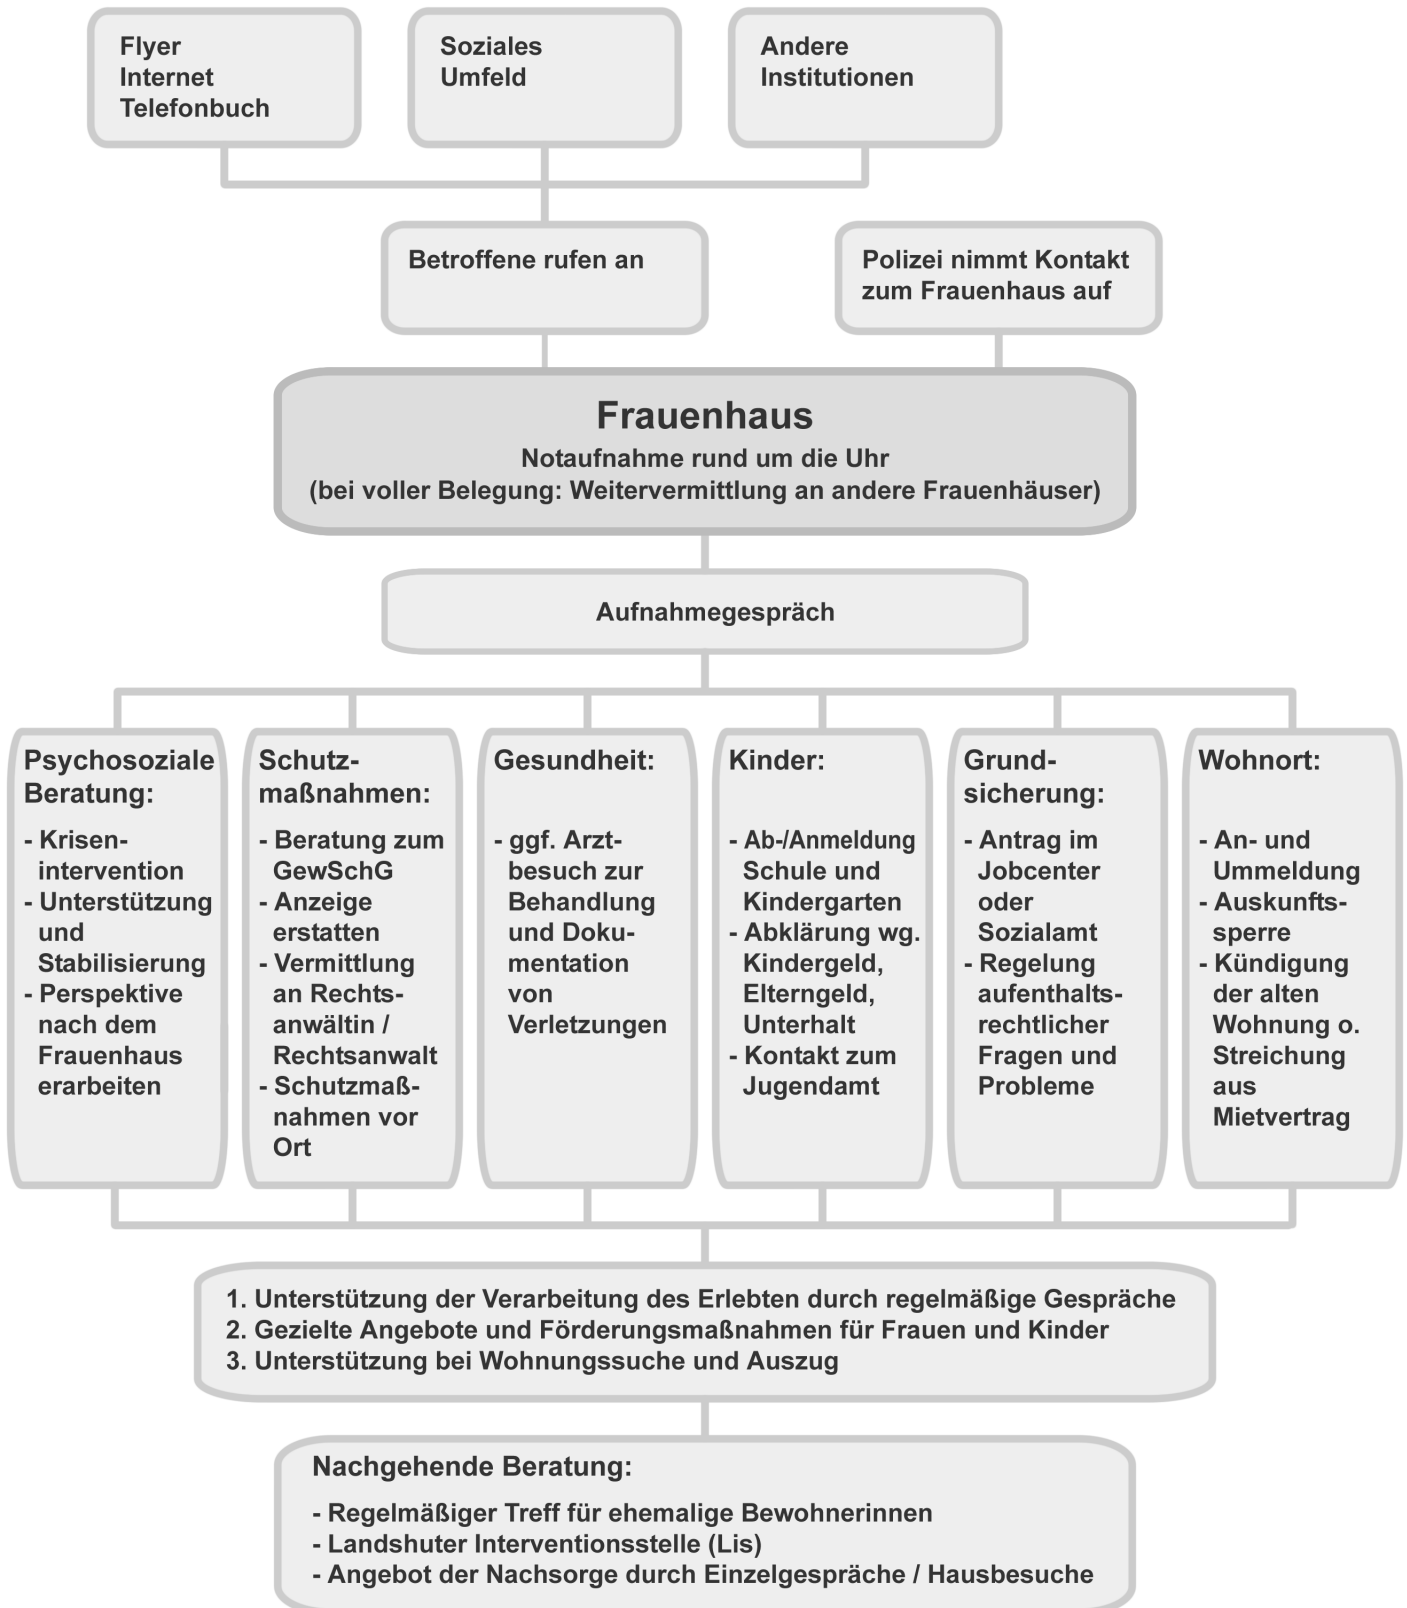 Flyer
Internet
Telefonbuch
Soziales
Umfeld
Andere
Institutionen
Betroffene rufen an
Polizei nimmt Kontakt
zum Frauenhaus auf
Frauenhaus
Notaufnahme rund um die Uhr
(bei voller Belegung: Weitervermittlung an andere Frauenhäuser)
Aufnahmegespräch
Psychosoziale
Beratung:
- Krisen-
intervention
- Unterstützung
und
Stabilisierung
- Perspektive
nach dem
Frauenhaus
erarbeiten
Schutz-
maßnahmen:
- Beratung zum
GewSchG
- Anzeige
erstatten
- Vermittlung
an Rechts-
anwältin /
Rechtsanwalt
- Schutzmaß-
nahmen vor
Ort
Gesundheit:
- ggf. Arzt-
besuch zur
Behandlung
und Doku-
mentation
von
Verletzungen
Kinder:
- Ab-/Anmeldung
Schule und
Kindergarten
- Abklärung wg.
Kindergeld,
Elterngeld,
Unterhalt
- Kontakt zum
Jugendamt
Grund-
sicherung:
- Antrag im
Jobcenter
oder
Sozialamt
- Regelung
aufenthalts-
rechtlicher
Fragen und
Probleme
Wohnort:
- An- und
Ummeldung
- Auskunfts-
sperre
- Kündigung
der alten
Wohnung o.
Streichung
aus
Mietvertrag
1. Unterstützung der Verarbeitung des Erlebten durch regelmäßige Gespräche
2. Gezielte Angebote und Förderungsmaßnahmen für Frauen und Kinder
3. Unterstützung bei Wohnungssuche und Auszug
Nachgehende Beratung:
- Regelmäßiger Treff für ehemalige Bewohnerinnen
- Landshuter Interventionsstelle (Lis)
- Angebot der Nachsorge durch Einzelgespräche / Hausbesuche